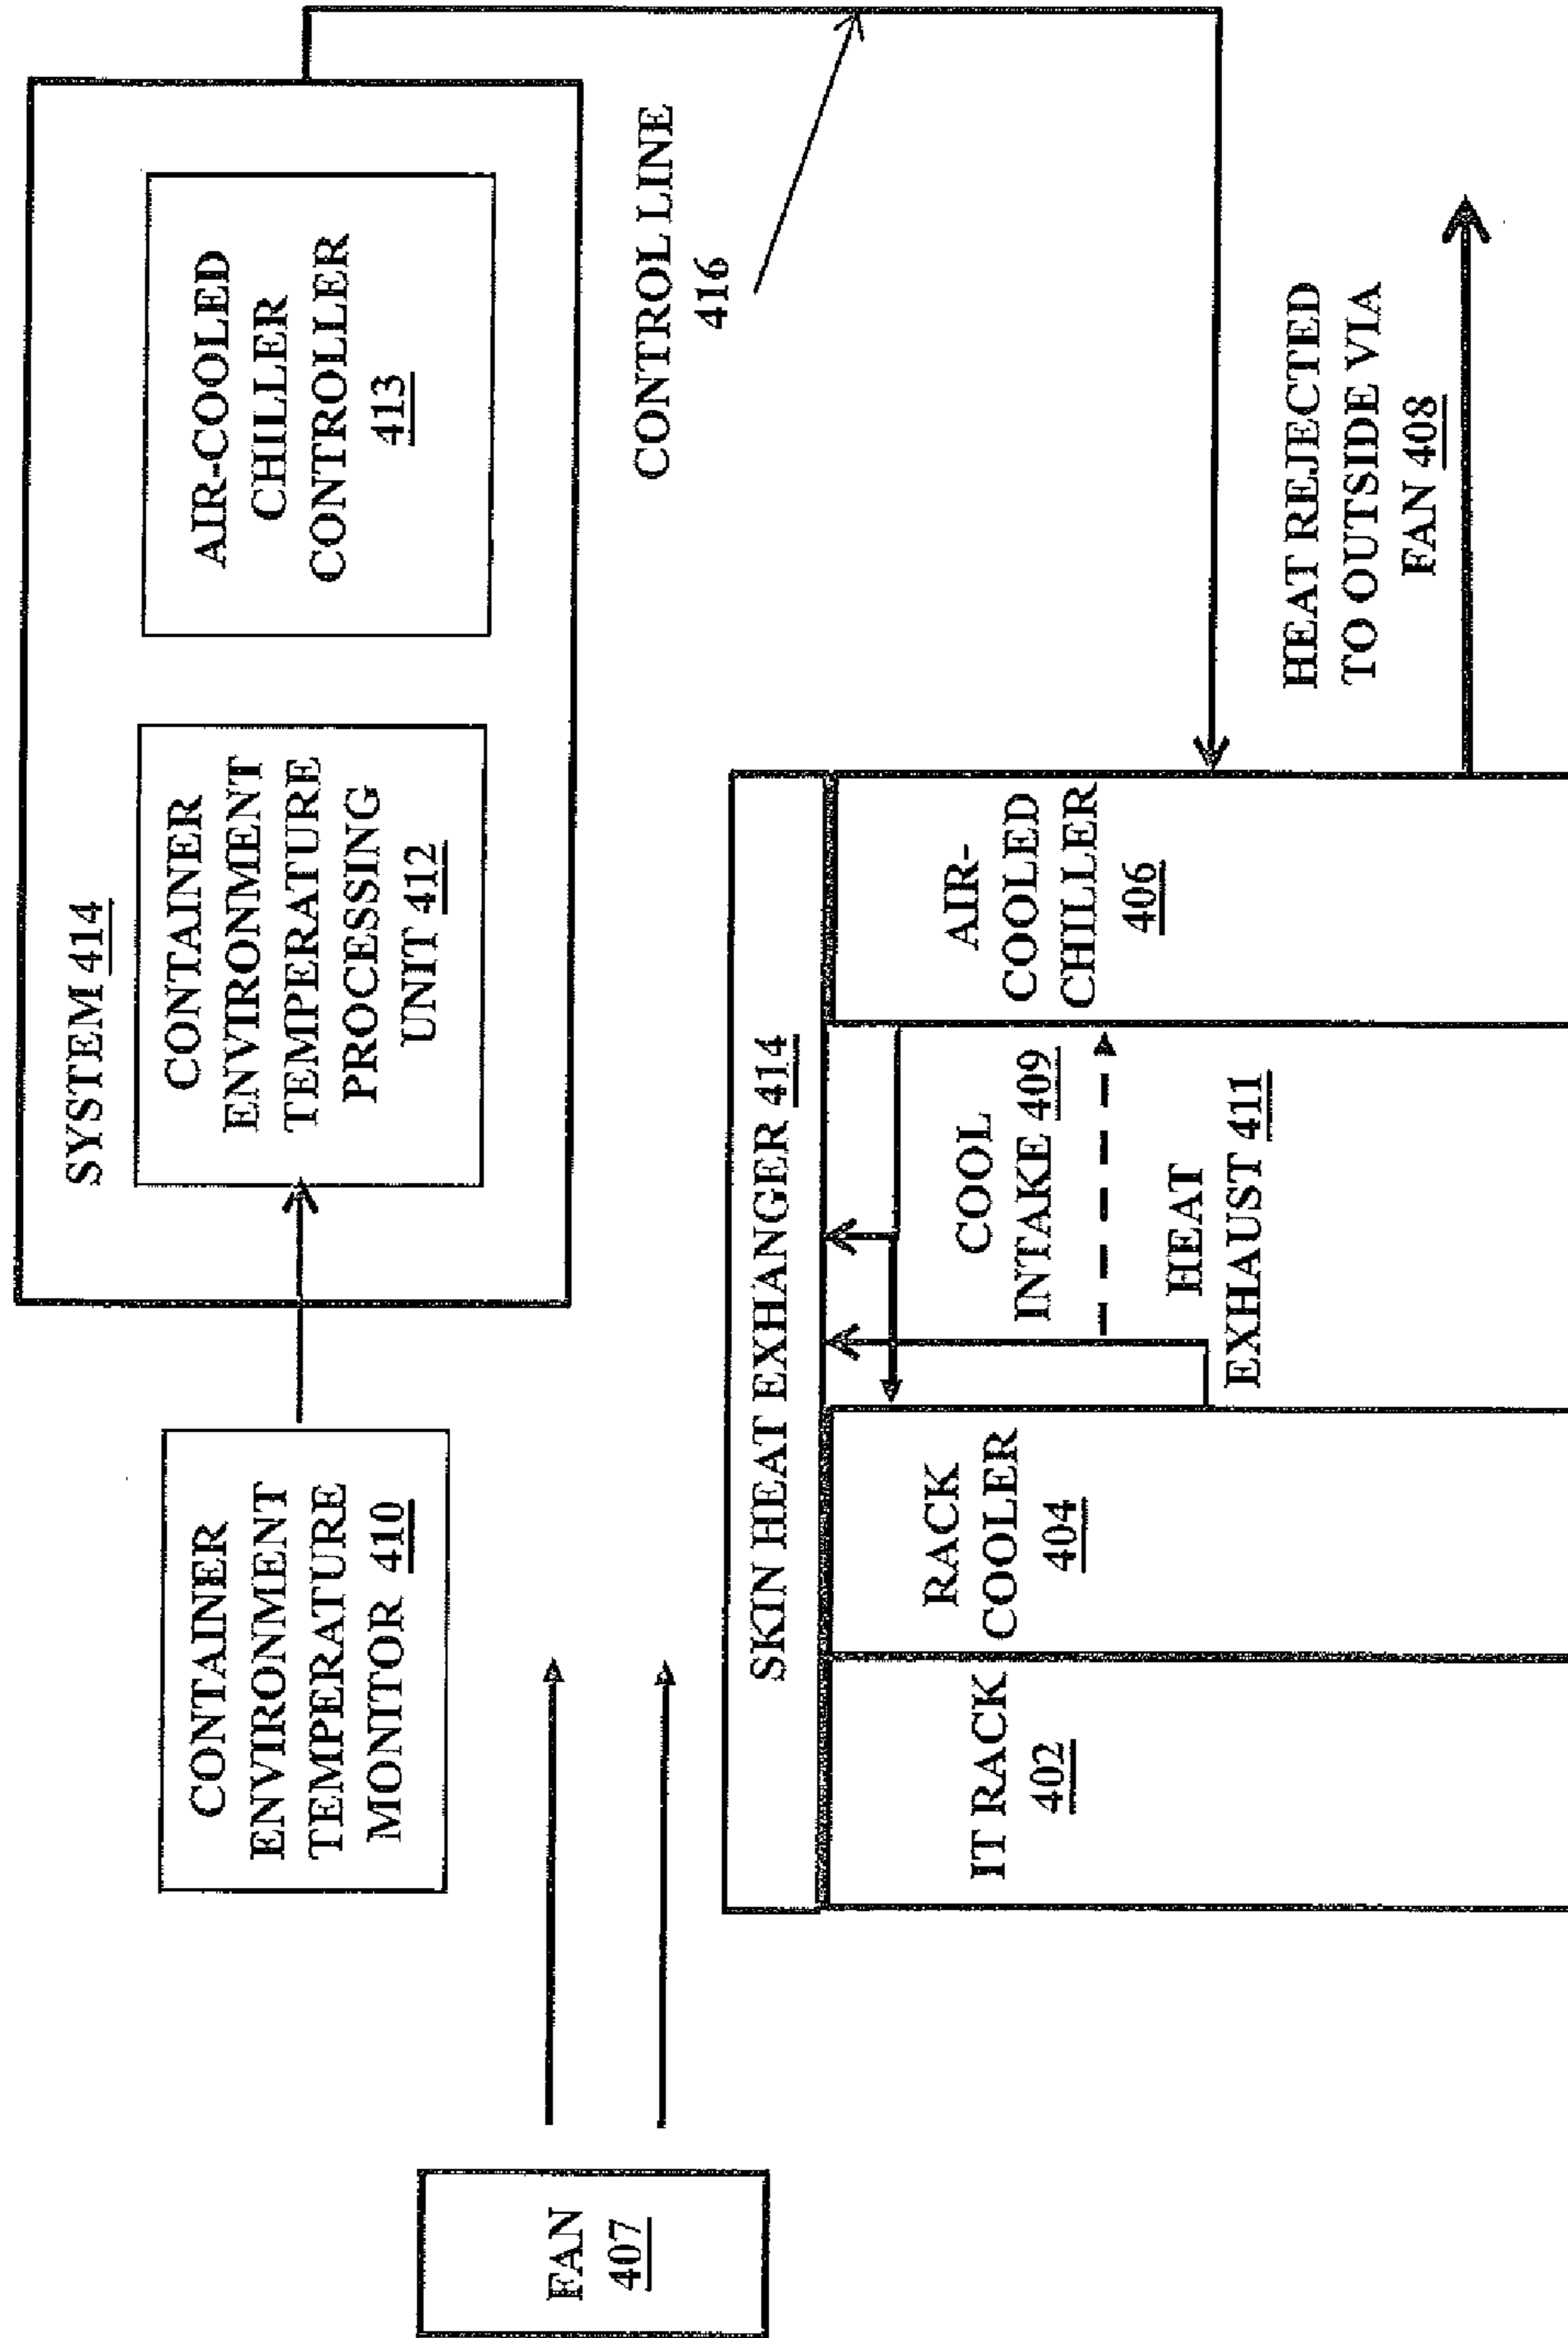 SYSTEM 414
CONTAINER
ENVIRONMENT
TEMPERATURE
MONITOR 410
CONTAINER
ENVIRONMENT
TEMPERATURE
PROCESSING
UNIT 412
AIR-COOLED
CHILLER
CONTROLLER
413
FAN
407
CONTROL LINE
416
SKIN HEAT EXHANGER 414
IT RACK
402
RACK
COOLER
404
COOL
INTAKE 409
HEAT
EXHAUST 411
AIR-
COOLED
CHILLER
406
HEAT REJECTED
TO OUTSIDE VIA
FAN 408